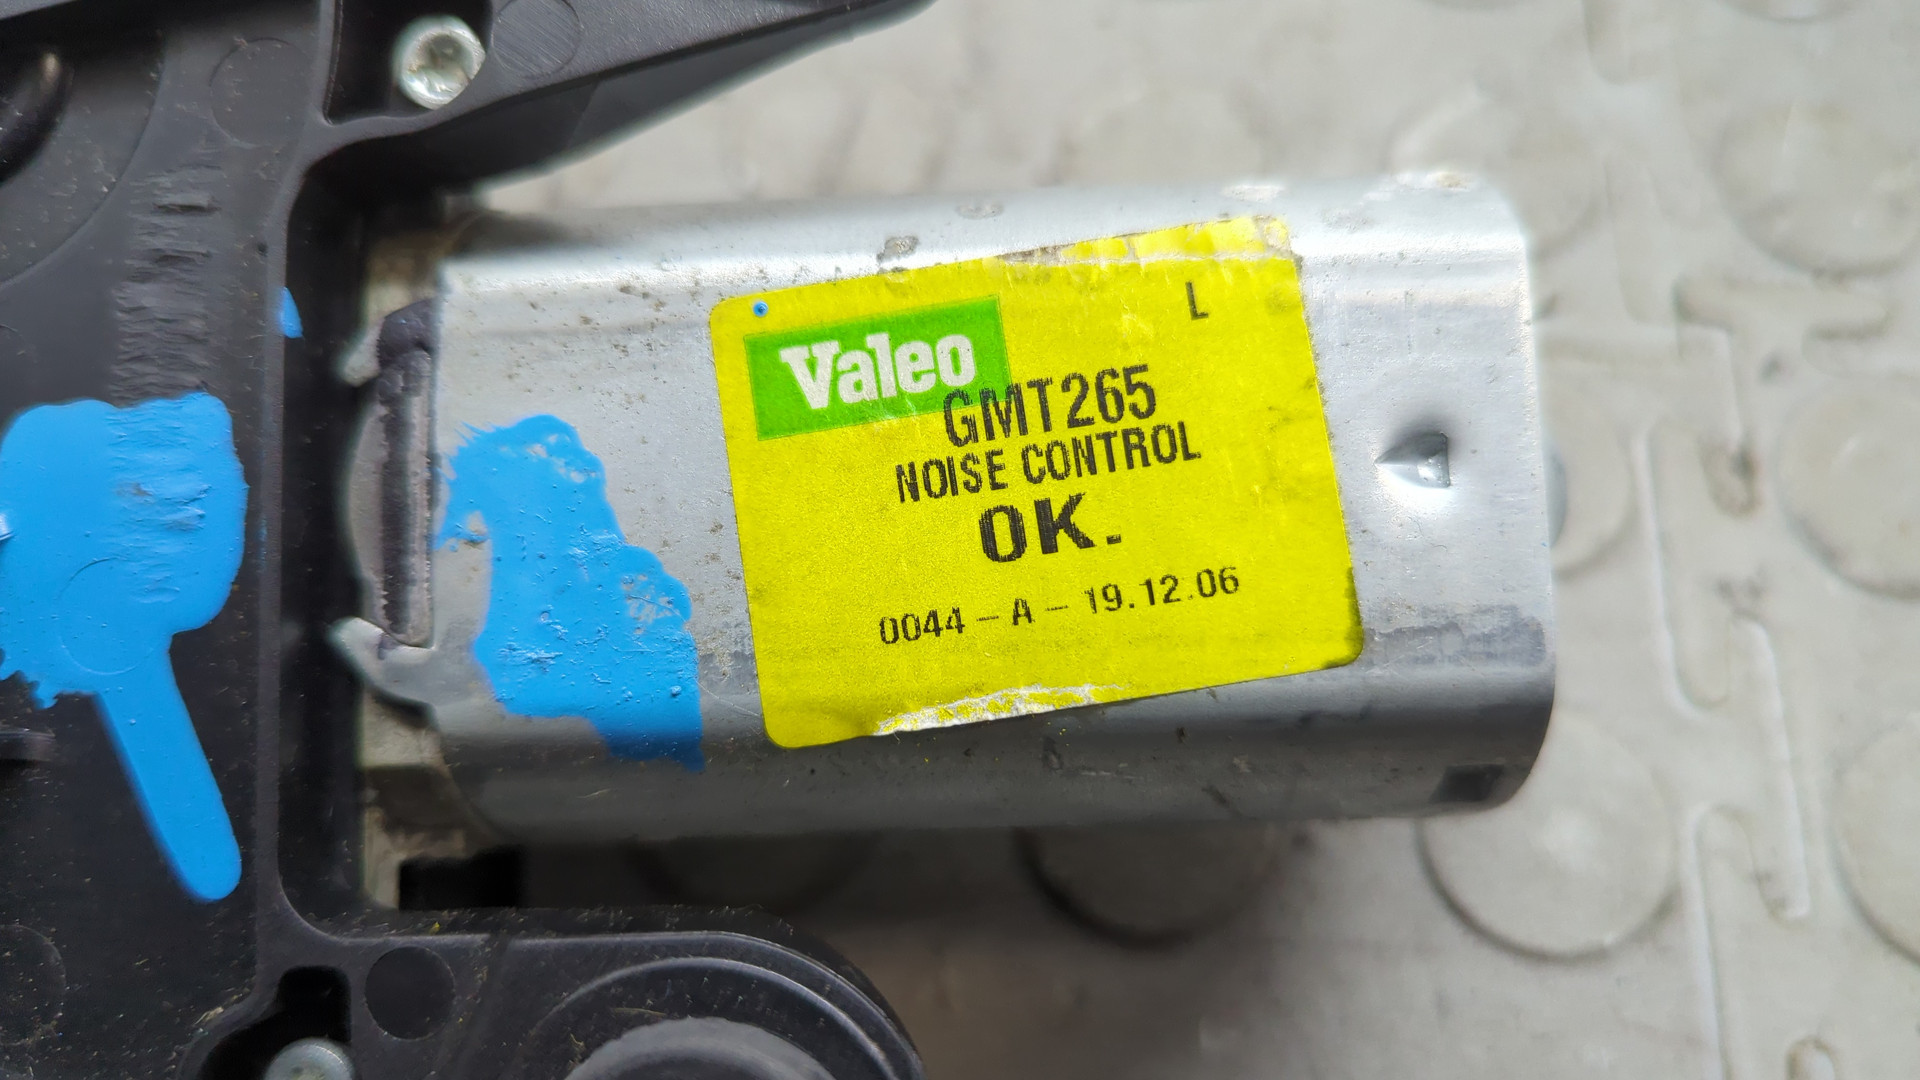 L
Valeo
GMT265
NOISE CONTROL
OK.
0044 - A - 19.12.06